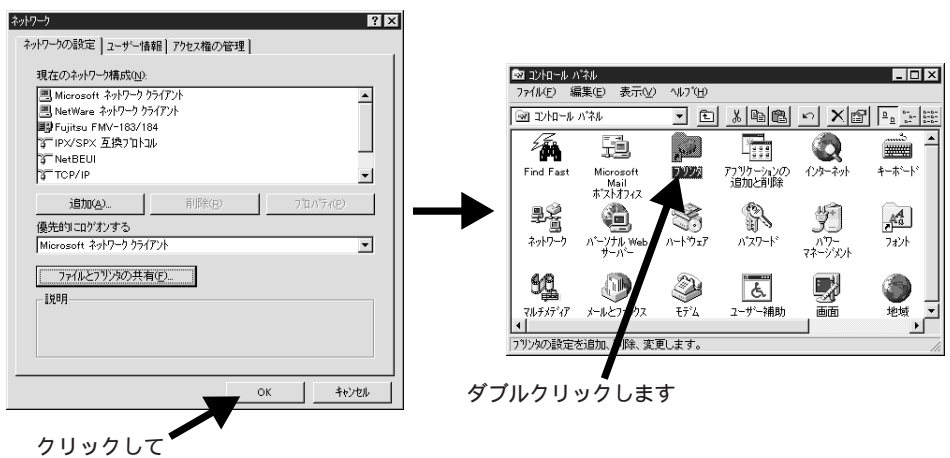 ネットワーク
ネットワークの設定 ユーザー情報 アクセス権の管理
現在のネットワーク構成(N):
Microsoft ネットワーク クライアント
NetWare ネットワーク クライアント
Fujitsu FMV-183/184
IPX/SPX 互換プロトコル
NetBEUI
TCP/IP
追加(A)... 削除(R) プロパティ(P)
優先的にログオンする
Microsoft ネットワーク クライアント
ファイルとプリンタの共有(F)...
説明
OK キャンセル
クリックして
コントロール パネル
ファイル(F) 編集(E) 表示(V) ヘルプ(H)
コントロール パネル
Find Fast
Microsoft Mail ポストオフィス
プリンタ
アプリケーションの追加と削除
インターネット
キーボード
ネットワーク
パーソナル Web サーバー
ハードウェア
パスワード
パワー マネージメント
フォント
マルチメディア
メールとファックス
モデム
ユーザー補助
画面
地域
プリンタの設定を追加、削除、変更します。
ダブルクリックします